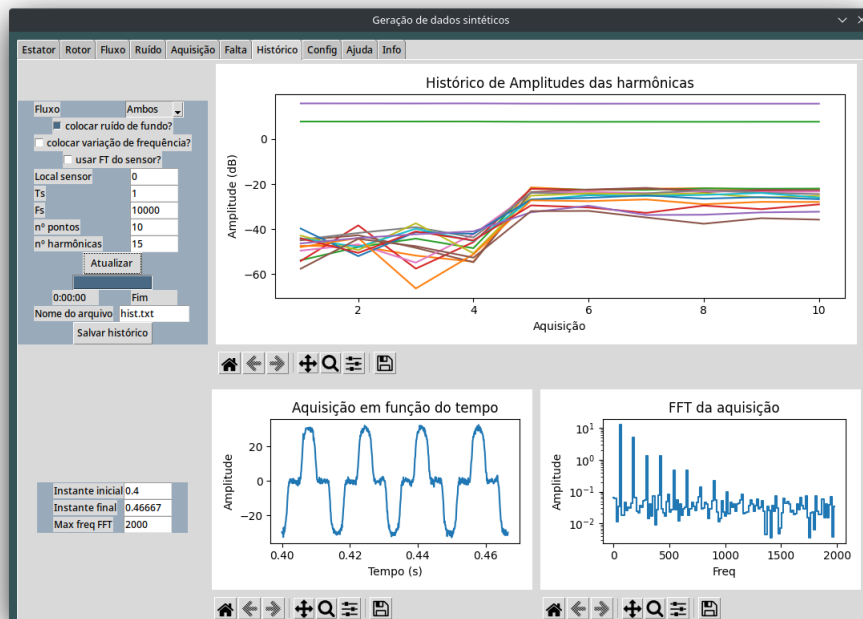 Geração de dados sintéticos
Estator Rotor Fluxo Ruído Aquisição Falta Histórico Config Ajuda Info
Fluxo Ambos
colocar ruído de fundo?
colocar variação de frequência?
usar FT do sensor?
Local sensor 0
Ts 1
Fs 10000
nº pontos 10
nº harmônicas 15
Atualizar
0:00:00 Fim
Nome do arquivo hist.txt
Salvar histórico
Histórico de Amplitudes das harmônicas
Amplitude (dB)
0
−20
−40
−60
2 4 6 8 10
Aquisição
Instante inicial 0.4
Instante final 0.46667
Max freq FFT 2000
Aquisição em função do tempo
Amplitude
20
0
−20
0.40 0.42 0.44 0.46
Tempo (s)
FFT da aquisição
Amplitude
10¹
10⁰
10⁻¹
10⁻²
0 500 1000 1500 2000
Freq